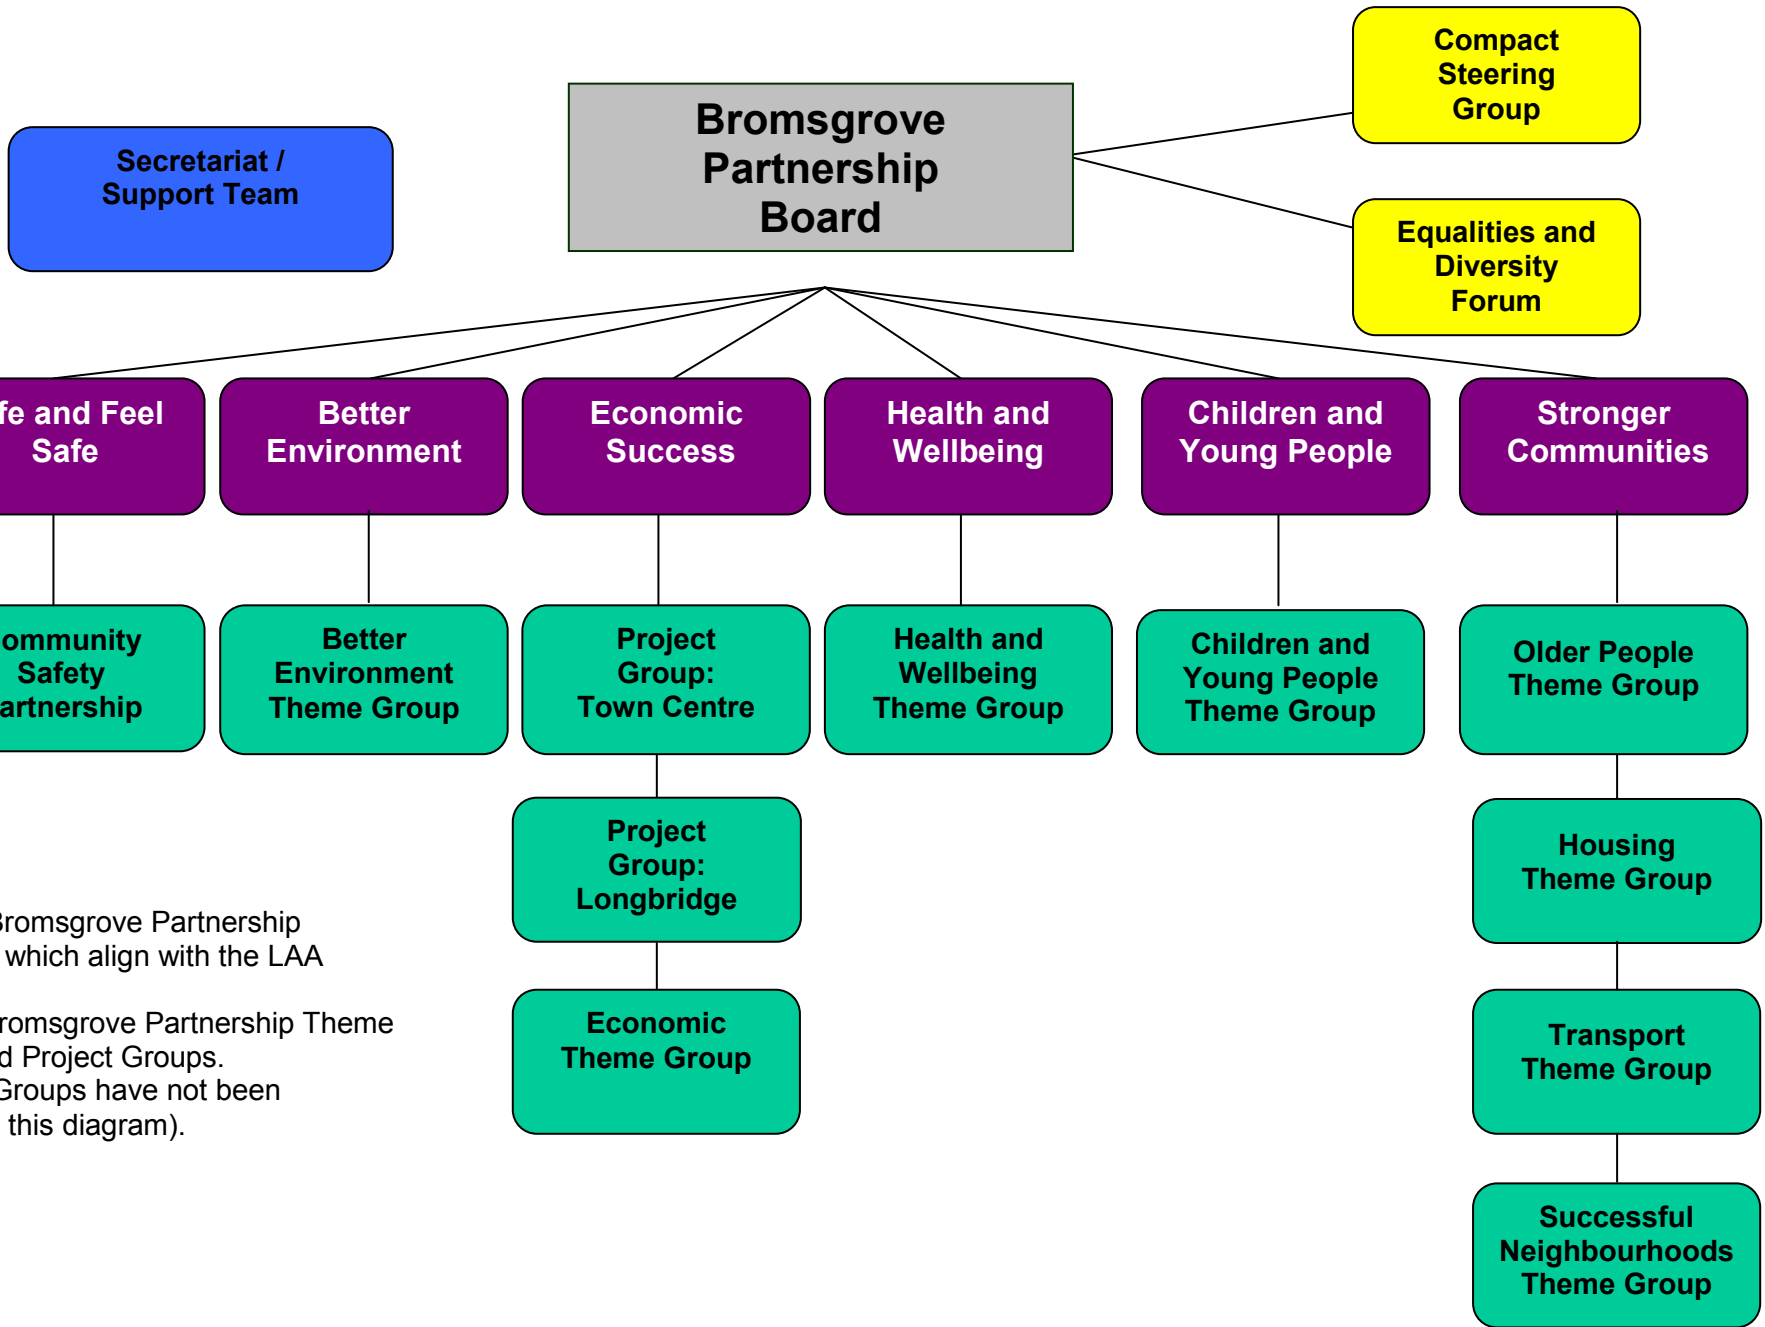 Compact
Steering
Group
Bromsgrove
Partnership
Board
Secretariat /
Support Team
Equalities and
Diversity
Forum
fe and Feel
Safe
Better
Environment
Economic
Success
Health and
Wellbeing
Children and
Young People
Stronger
Communities
ommunity
Safety
artnership
Better
Environment
Theme Group
Project
Group:
Town Centre
Health and
Wellbeing
Theme Group
Children and
Young People
Theme Group
Older People
Theme Group
Project
Group:
Longbridge
Housing
Theme Group
Bromsgrove Partnership
which align with the LAA
romsgrove Partnership Theme
d Project Groups.
Groups have not been
this diagram).
Economic
Theme Group
Transport
Theme Group
Successful
Neighbourhoods
Theme Group